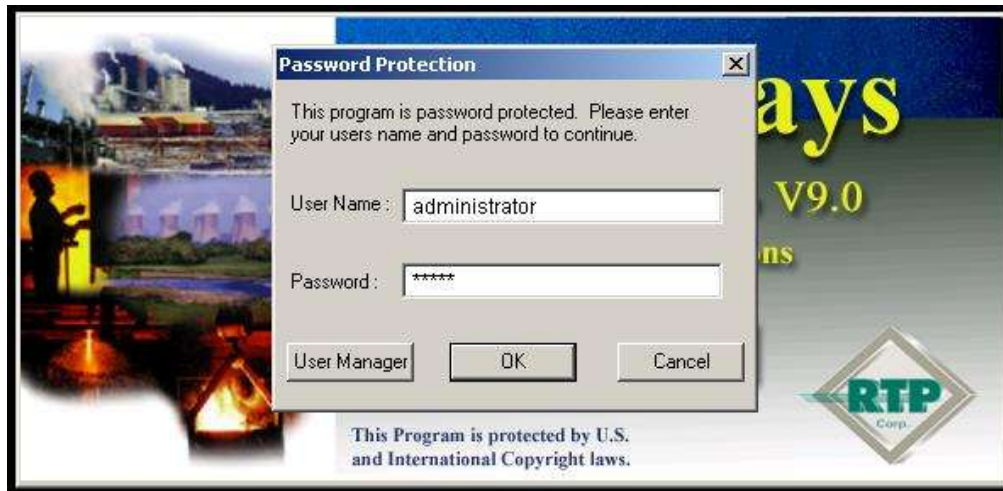 Password Protection
This program is password protected. Please enter
your users name and password to continue.
ays
User Name : administrator
V9.0
ns
Password : *****
User Manager OK Cancel
RTP
Corp.
This Program is protected by U.S.
and International Copyright laws.